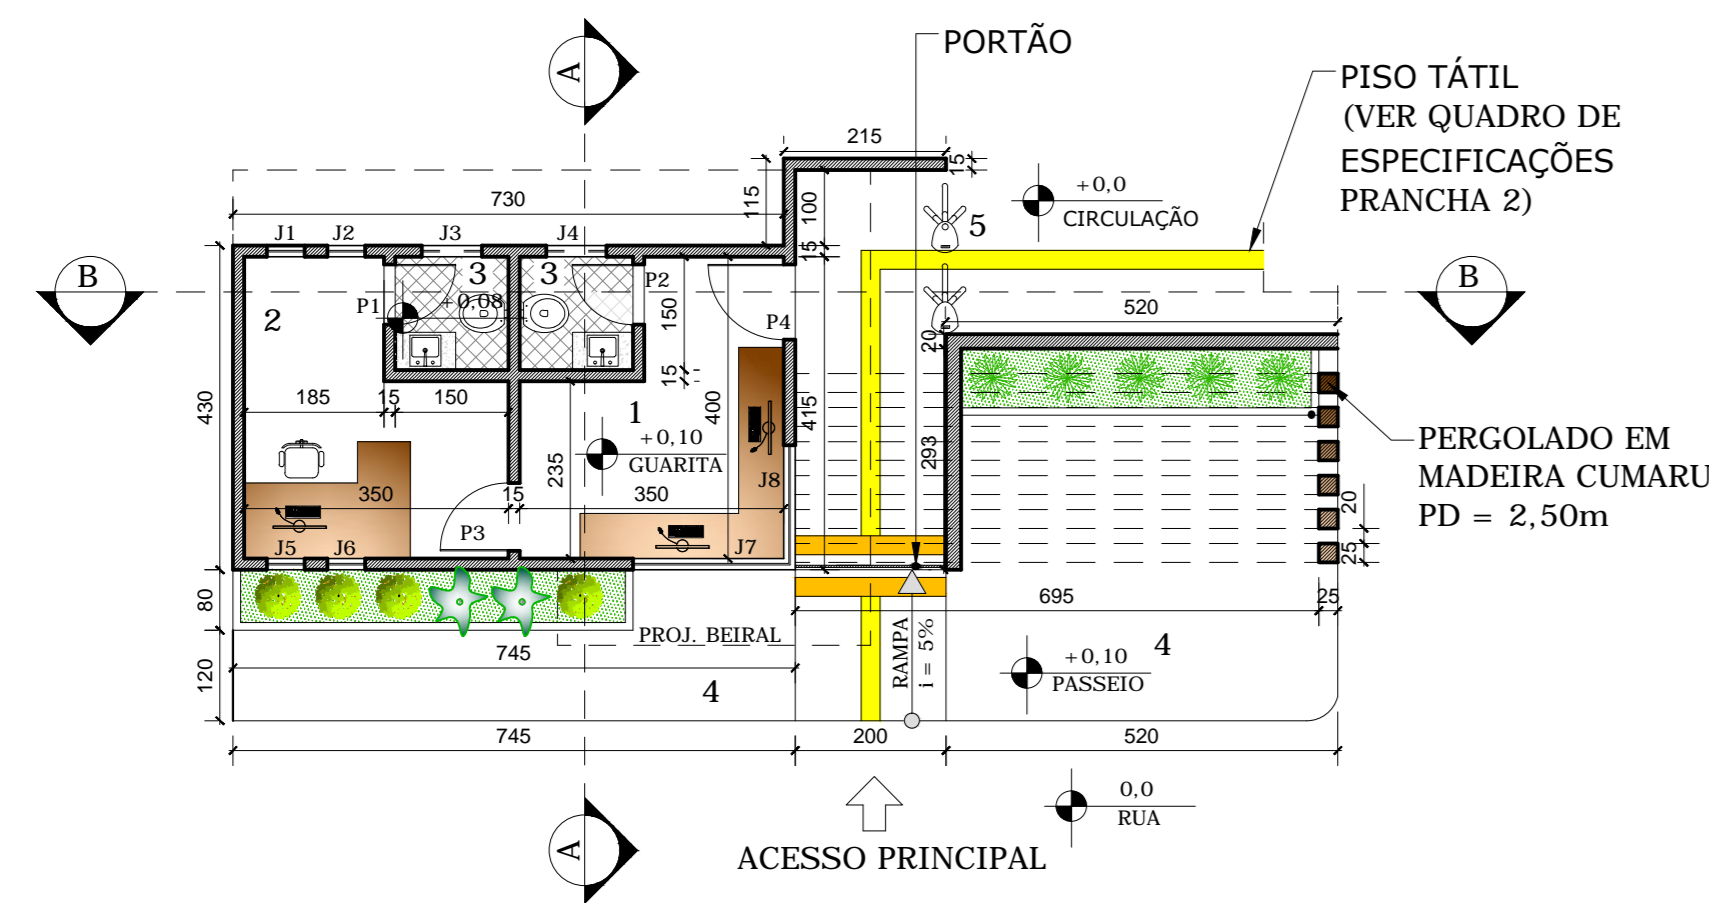 A
PORTÃO
PISO TÁTIL
(VER QUADRO DE
ESPECIFICAÇÕES
PRANCHA 2)
215
15
115
100
15
+0,0
CIRCULAÇÃO
5
730
J1
J2
J3
J4
B
B
2
3
3
P1
+0,08
P2
P4
150
15
520
20
430
185
15
150
1
+0,10
GUARITA
400
415
293
235
J8
350
15
350
P3
J5
J6
J7
PERGOLADO EM
MADEIRA CUMARU
PD = 2,50m
20
25
695
25
80
120
PROJ. BEIRAL
745
4
RAMPA
i = 5%
+0,10
PASSEIO
4
745
200
520
0,0
RUA
A
ACESSO PRINCIPAL